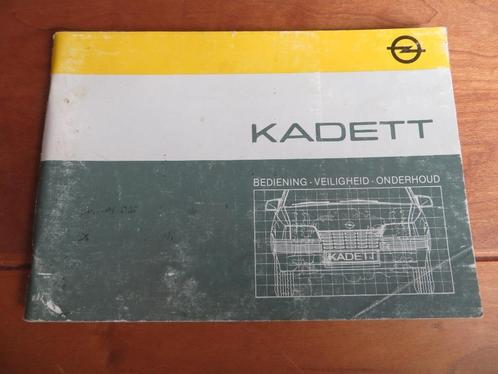 KADETT
BEDIENING - VEILIGHEID - ONDERHOUD
KADETT